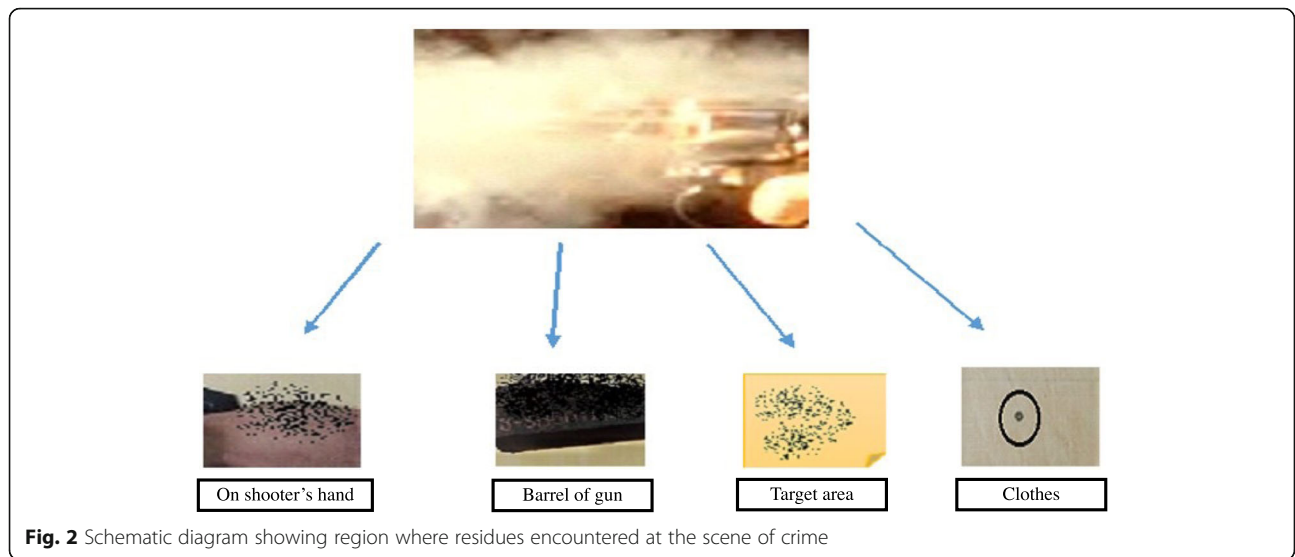 On shooter's hand
Barrel of gun
Target area
Clothes
Fig. 2 Schematic diagram showing region where residues encountered at the scene of crime